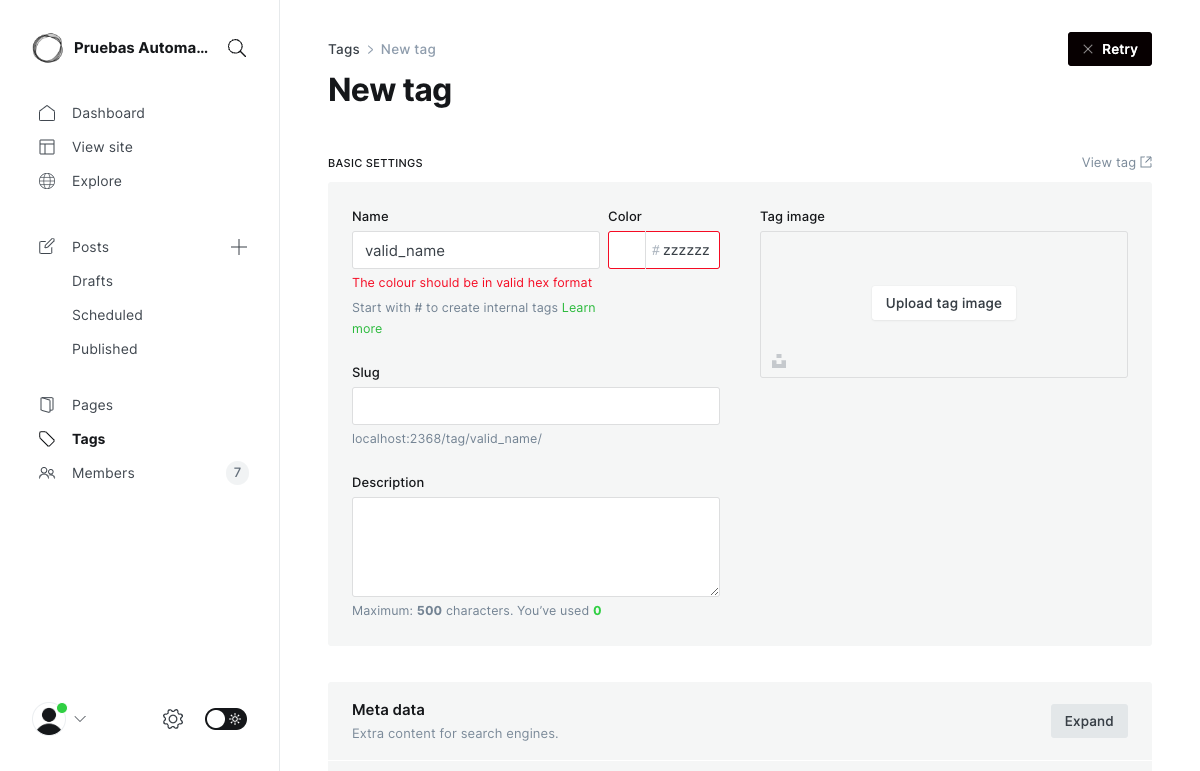 Pruebas Automa...
Dashboard
View site
Explore
Posts
Drafts
Scheduled
Published
Pages
Tags
Members 7
Tags > New tag
Retry
New tag
BASIC SETTINGS
View tag
Name
Color
Tag image
valid_name
# zzzzzz
The colour should be in valid hex format
Start with # to create internal tags Learn
more
Upload tag image
Slug
localhost:2368/tag/valid_name/
Description
Maximum: 500 characters. You've used 0
Meta data
Extra content for search engines.
Expand